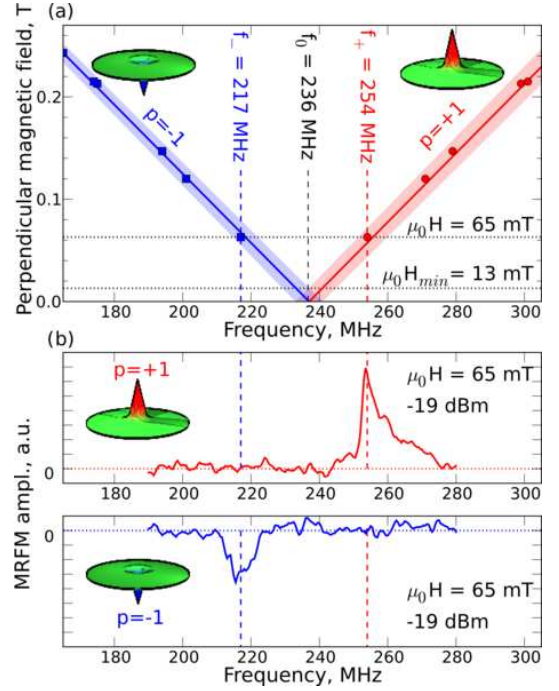 (a)
Perpendicular magnetic field, T
0.2
0.1
0.0
p=-1
f_ = 217 MHz
f0 = 236 MHz
f+ = 254 MHz
p=+1
μ0H = 65 mT
μ0Hmin = 13 mT
180 200 220 240 260 280 300
Frequency, MHz
(b)
MRFM ampl., a.u.
p=+1
μ0H = 65 mT
-19 dBm
0
180 200 220 240 260 280 300
0
p=-1
μ0H = 65 mT
-19 dBm
180 200 220 240 260 280 300
Frequency, MHz